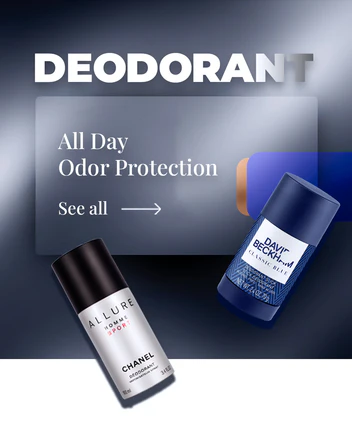 DEODORANT
All Day
Odor Protection
See all
DAVID
BECKHAM
CLASSIC BLUE
ALLURE
HOMME
SPORT
CHANEL
DEODORANT